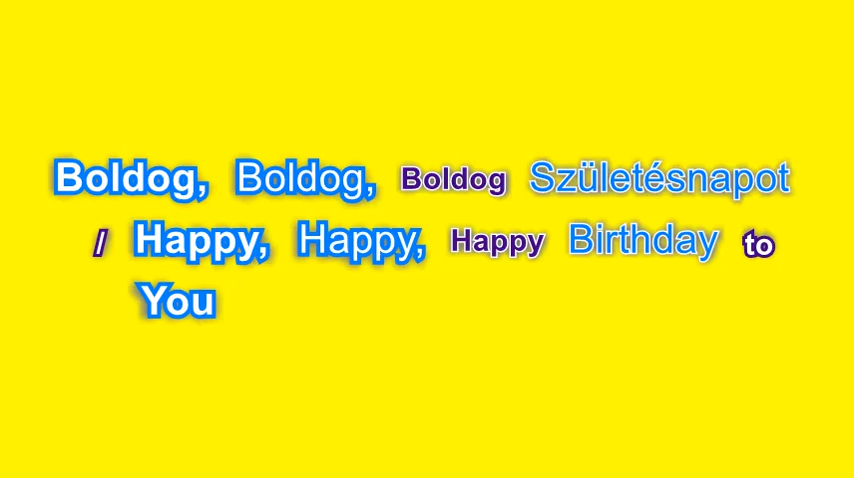 Boldog, Boldog, Boldog Születésnapot
/ Happy, Happy, Happy Birthday to
You